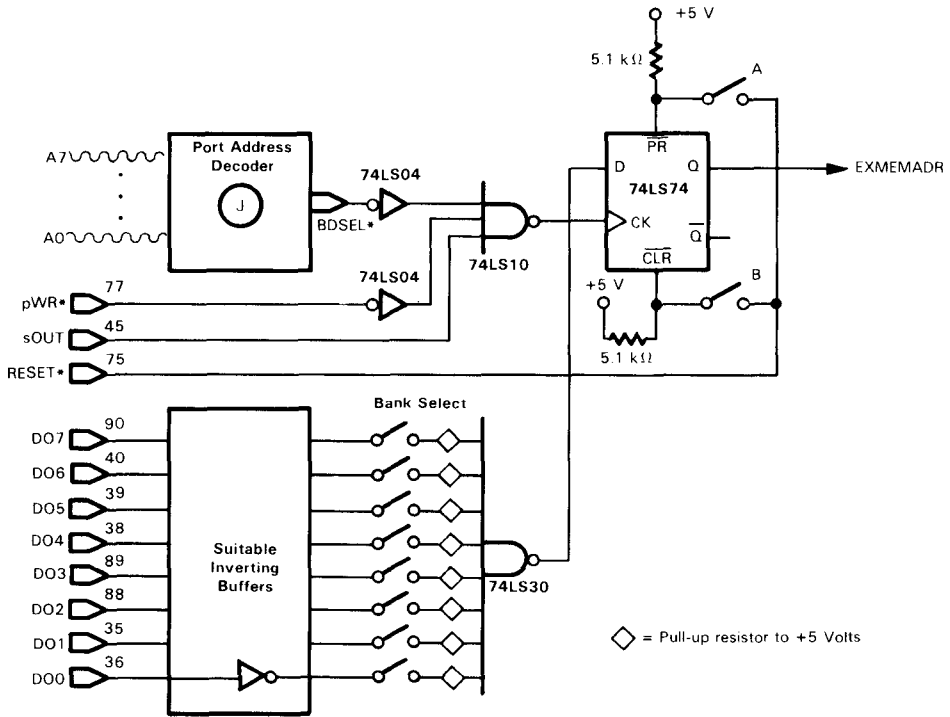 +5 V
5.1 kΩ
A
A7
Port Address
Decoder
J
74LS04
BDSEL*
PR
D
Q
74LS74
EXMEMADR
CK
Q
CLR
A0
74LS10
74LS04
+5 V
B
pWR*
77
sOUT
45
5.1 kΩ
RESET*
75
Bank Select
DO7
90
DO6
40
DO5
39
DO4
38
DO3
89
DO2
88
DO1
35
DO0
36
Suitable
Inverting
Buffers
74LS30
= Pull-up resistor to +5 Volts